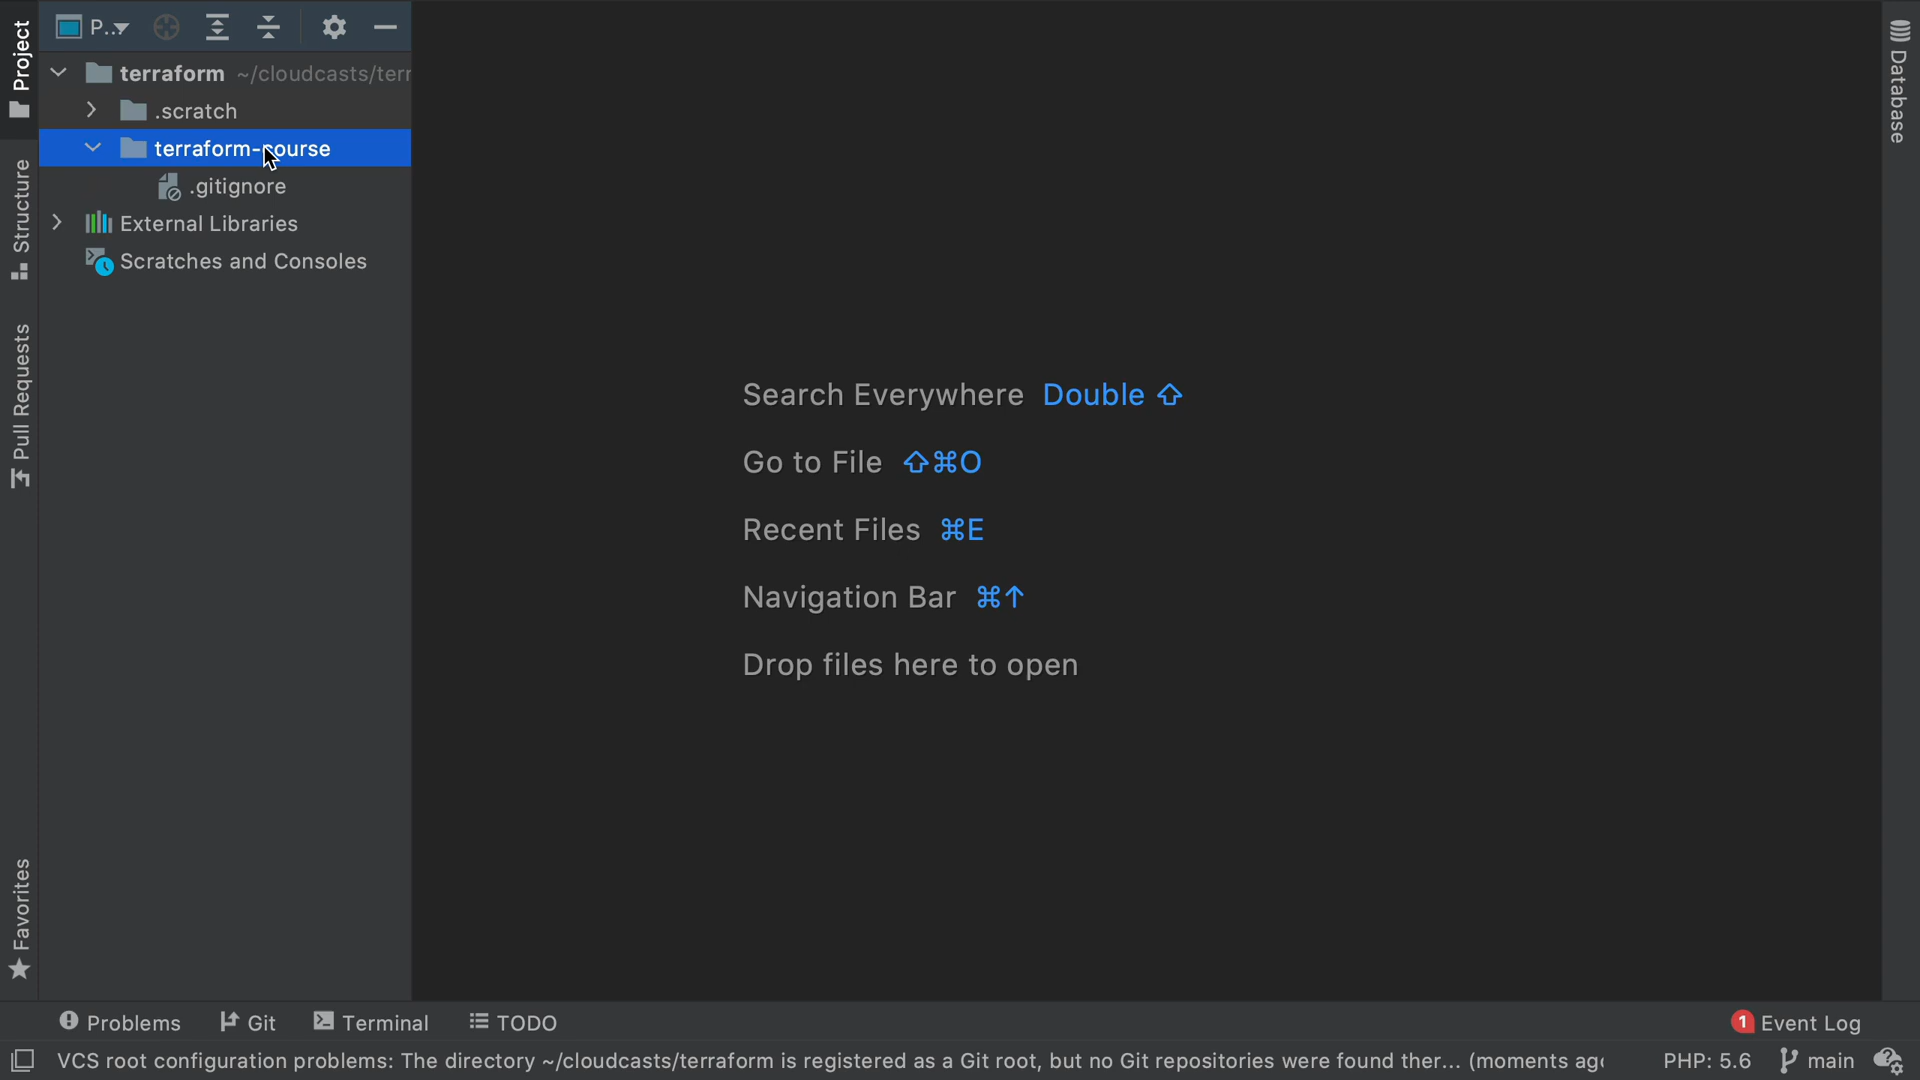 Project
P..
terraform ~/cloudcasts/terr
.scratch
terraform-course
.gitignore
External Libraries
Scratches and Consoles
Structure
Pull Requests
Favorites
Database
Search Everywhere Double ⇧
Go to File ⇧⌘O
Recent Files ⌘E
Navigation Bar ⌘↑
Drop files here to open
Problems Git Terminal TODO 1 Event Log
VCS root configuration problems: The directory ~/cloudcasts/terraform is registered as a Git root, but no Git repositories were found ther... (moments ago PHP: 5.6 main